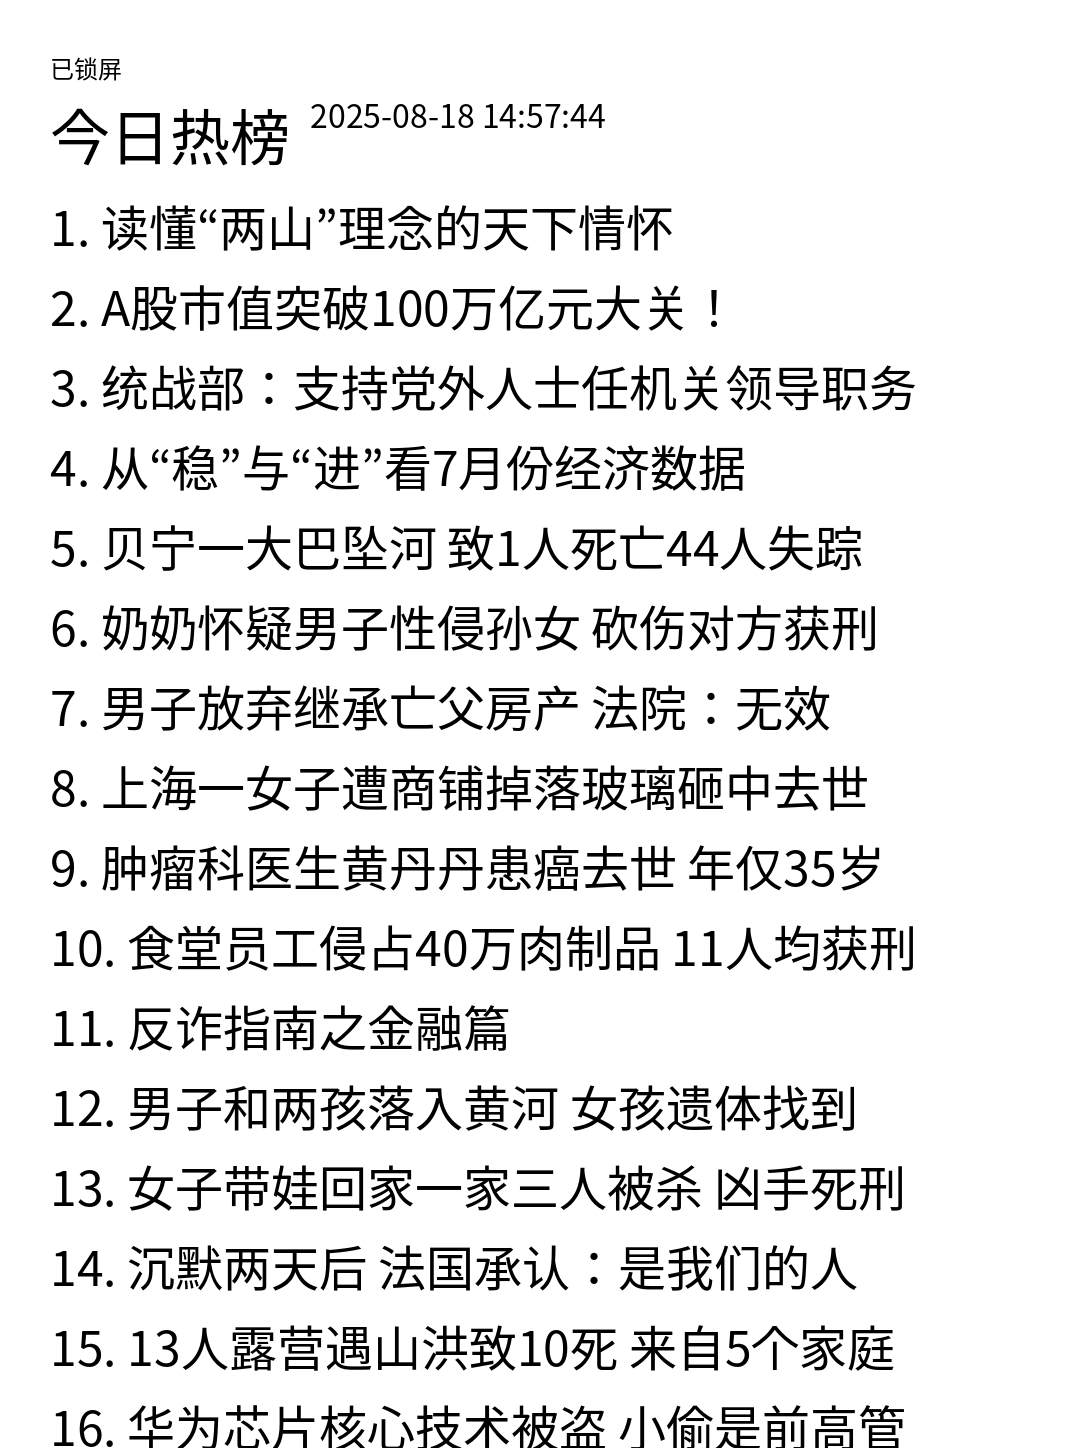 已锁屏
今日热榜 2025-08-18 14:57:44
1. 读懂“两山”理念的天下情怀
2. A股市值突破100万亿元大关！
3. 统战部：支持党外人士任机关领导职务
4. 从“稳”与“进”看7月份经济数据
5. 贝宁一大巴坠河 致1人死亡44人失踪
6. 奶奶怀疑男子性侵孙女 砍伤对方获刑
7. 男子放弃继承亡父房产 法院：无效
8. 上海一女子遭商铺掉落玻璃砸中去世
9. 肿瘤科医生黄丹丹患癌去世 年仅35岁
10. 食堂员工侵占40万肉制品 11人均获刑
11. 反诈指南之金融篇
12. 男子和两孩落入黄河 女孩遗体找到
13. 女子带娃回家一家三人被杀 凶手死刑
14. 沉默两天后 法国承认：是我们的人
15. 13人露营遇山洪致10死 来自5个家庭
16. 华为芯片核心技术被盗 小偷是前高管